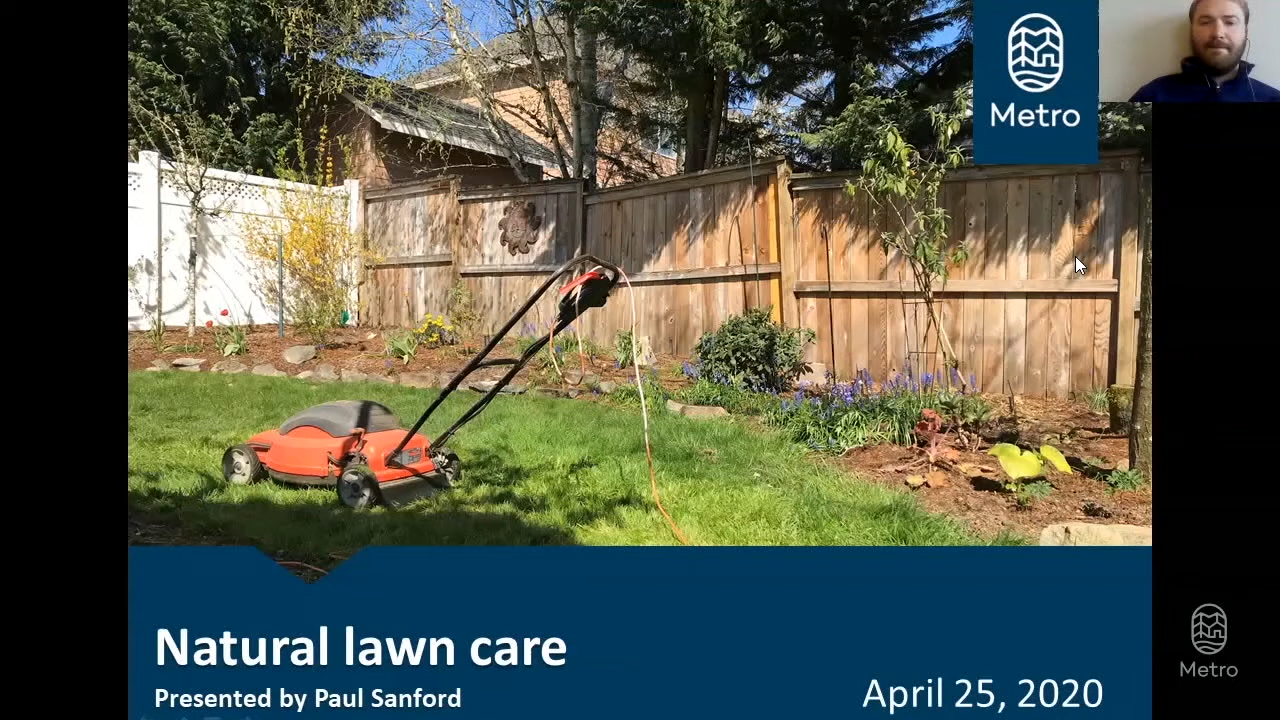 Metro
Natural lawn care
Presented by Paul Sanford
April 25, 2020
Metro